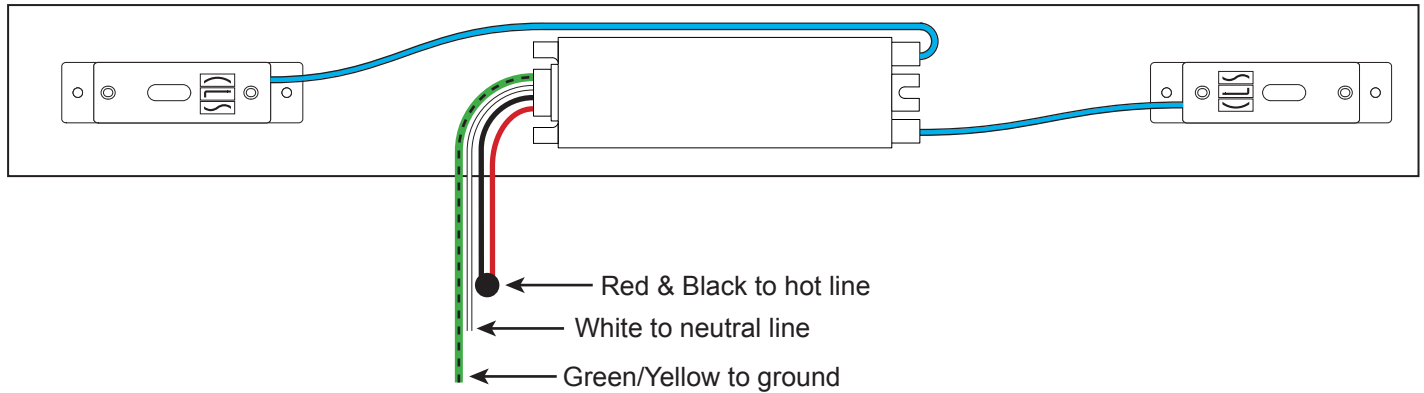 Red & Black to hot line
White to neutral line
Green/Yellow to ground